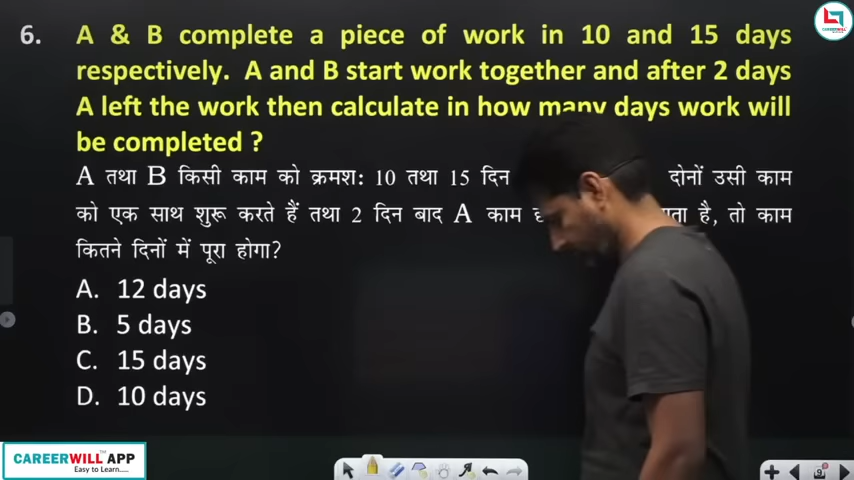 6. A & B complete a piece of work in 10 and 15 days
respectively. A and B start work together and after 2 days
A left the work then calculate in how many days work will
be completed ?
A तथा B किसी काम को क्रमश: 10 तथा 15 दिन दोनों उसी काम
को एक साथ शुरू करते हैं तथा 2 दिन बाद A काम है, तो काम
कितने दिनों में पूरा होगा?
A. 12 days
B. 5 days
C. 15 days
D. 10 days
CAREERWILL
CAREERWILL APP
Easy to Learn.....